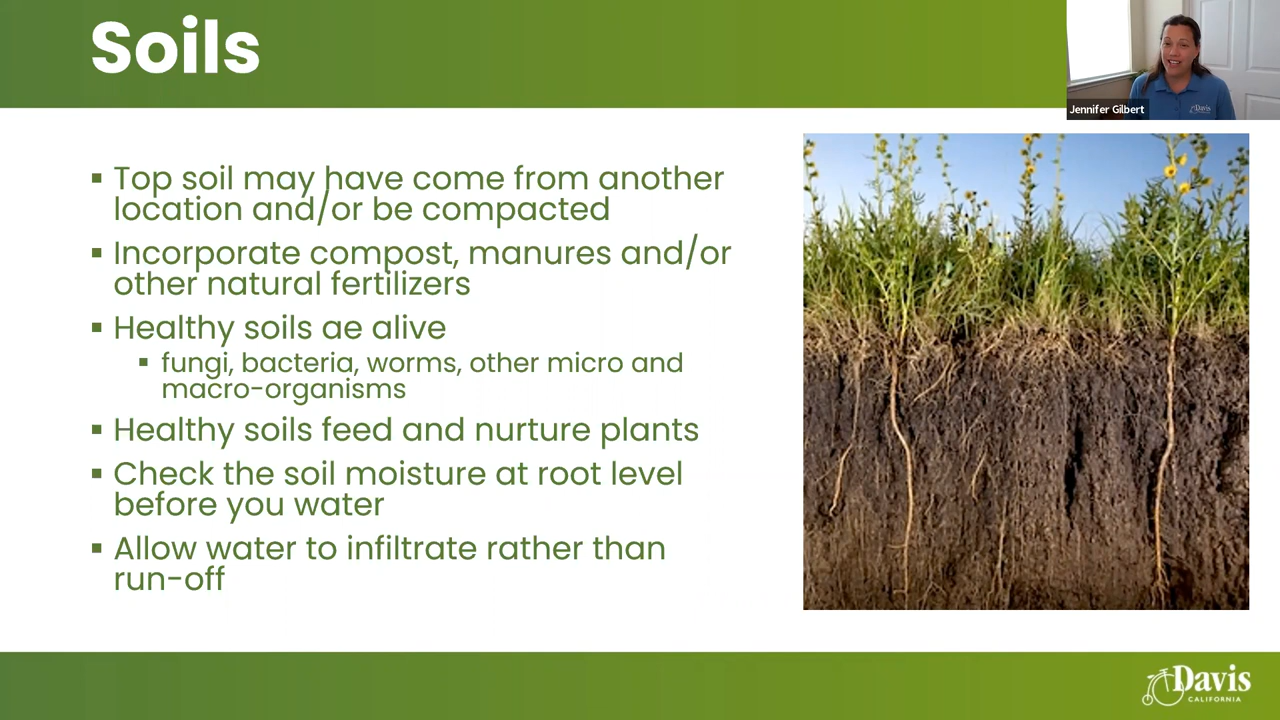 Soils
Jennifer Gilbert
▪ Top soil may have come from another
location and/or be compacted
▪ Incorporate compost, manures and/or
other natural fertilizers
▪ Healthy soils ae alive
▪ fungi, bacteria, worms, other micro and
macro-organisms
▪ Healthy soils feed and nurture plants
▪ Check the soil moisture at root level
before you water
▪ Allow water to infiltrate rather than
run-off
Davis
Davis
CALIFORNIA